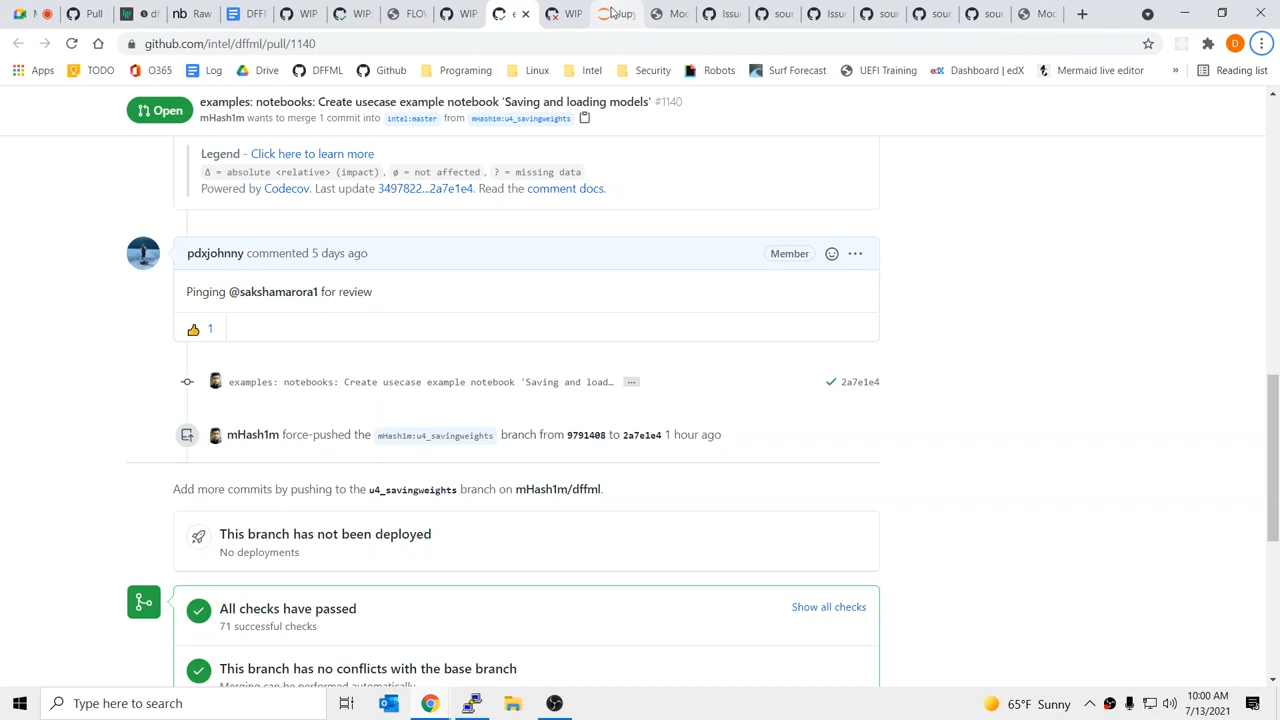 Pull
Raw
DFFI
WIP
WIP:
FLO
WIP:
e
WIP
Jupy
Moc
Issu
sour
Issu
sour
sour
sour
Moc
github.com/intel/dffml/pull/1140
D
Apps
TODO
O365
Log
Drive
DFFML
Github
Programing
Linux
Intel
Security
Robots
Surf Forecast
UEFI Training
Dashboard | edX
Mermaid live editor
»
Reading list
Open
examples: notebooks: Create usecase example notebook 'Saving and loading models' #1140
mHash1m wants to merge 1 commit into intel:master from mHash1m:u4_savingweights
Legend - Click here to learn more
Δ = absolute <relative> (impact), ø = not affected, ? = missing data
Powered by Codecov. Last update 3497822...2a7e1e4. Read the comment docs.
pdxjohnny commented 5 days ago
Member
Pinging @sakshamarora1 for review
1
examples: notebooks: Create usecase example notebook 'Saving and load…
2a7e1e4
mHash1m force-pushed the mHash1m:u4_savingweights branch from 9791408 to 2a7e1e4 1 hour ago
Add more commits by pushing to the u4_savingweights branch on mHash1m/dffml.
This branch has not been deployed
No deployments
All checks have passed
Show all checks
71 successful checks
This branch has no conflicts with the base branch
Merging can be performed automatically.
Type here to search
65°F Sunny
10:00 AM
7/13/2021